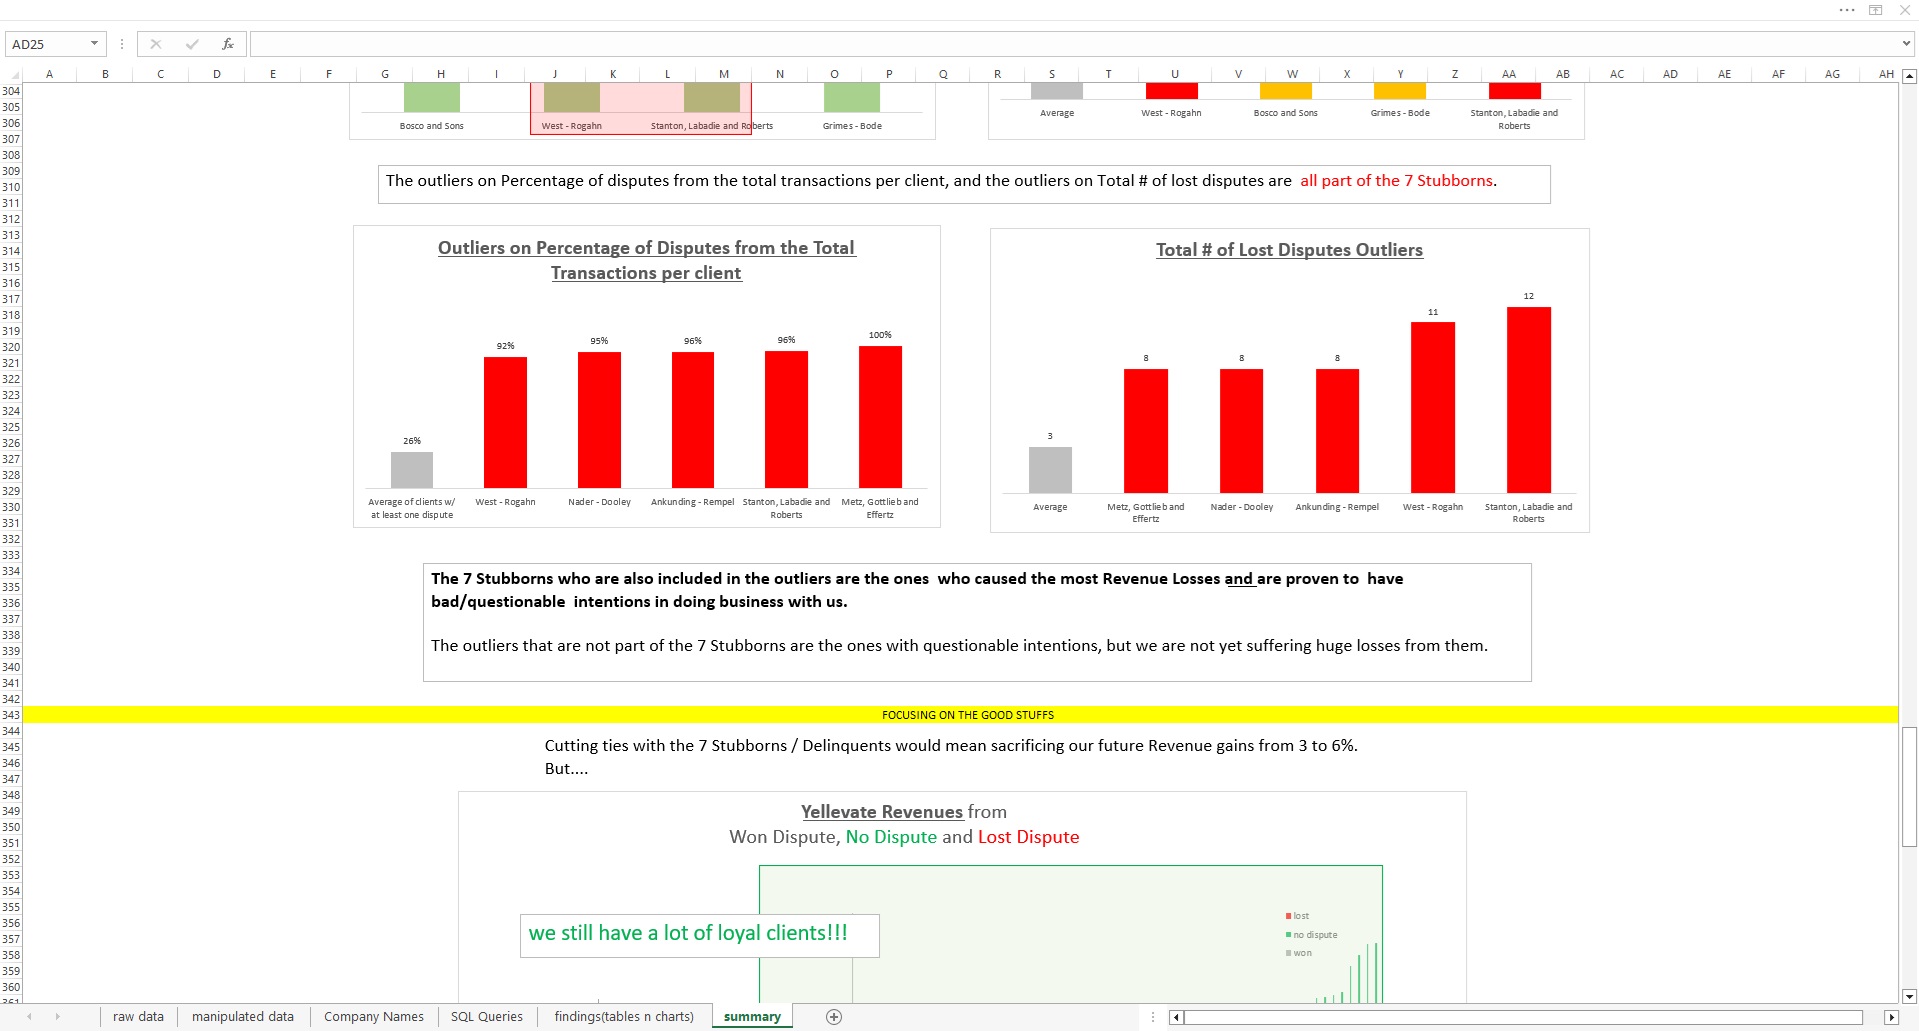 AD25
fx
A B C D E F G H I J K L M N O P Q R S T U V W X Y Z AA AB AC AD AE AF AG AH
304
305
306
307
308
309
310
311
312
313
314
315
316
317
318
319
320
321
322
323
324
325
326
327
328
329
330
331
332
333
334
335
336
337
338
339
340
341
342
343
344
345
346
347
348
349
350
351
352
353
354
355
356
357
358
359
360
361
Bosco and Sons West - Rogahn Stanton, Labadie and Roberts Grimes - Bode
Average West - Rogahn Bosco and Sons Grimes - Bode Stanton, Labadie and
Roberts
The outliers on Percentage of disputes from the total transactions per client, and the outliers on Total # of lost disputes are all part of the 7 Stubborns.
Outliers on Percentage of Disputes from the Total
Transactions per client
26% 92% 95% 96% 96% 100%
Average of clients w/ West - Rogahn Nader - Dooley Ankunding - Rempel Stanton, Labadie and Metz, Gottlieb and
at least one dispute Roberts Effertz
Total # of Lost Disputes Outliers
3 8 8 8 11 12
Average Metz, Gottlieb and Nader - Dooley Ankunding - Rempel West - Rogahn Stanton, Labadie and
Effertz Roberts
The 7 Stubborns who are also included in the outliers are the ones who caused the most Revenue Losses and are proven to have
bad/questionable intentions in doing business with us.
The outliers that are not part of the 7 Stubborns are the ones with questionable intentions, but we are not yet suffering huge losses from them.
FOCUSING ON THE GOOD STUFFS
Cutting ties with the 7 Stubborns / Delinquents would mean sacrificing our future Revenue gains from 3 to 6%.
But....
Yellevate Revenues from
Won Dispute, No Dispute and Lost Dispute
we still have a lot of loyal clients!!!
lost
no dispute
won
raw data manipulated data Company Names SQL Queries findings(tables n charts) summary